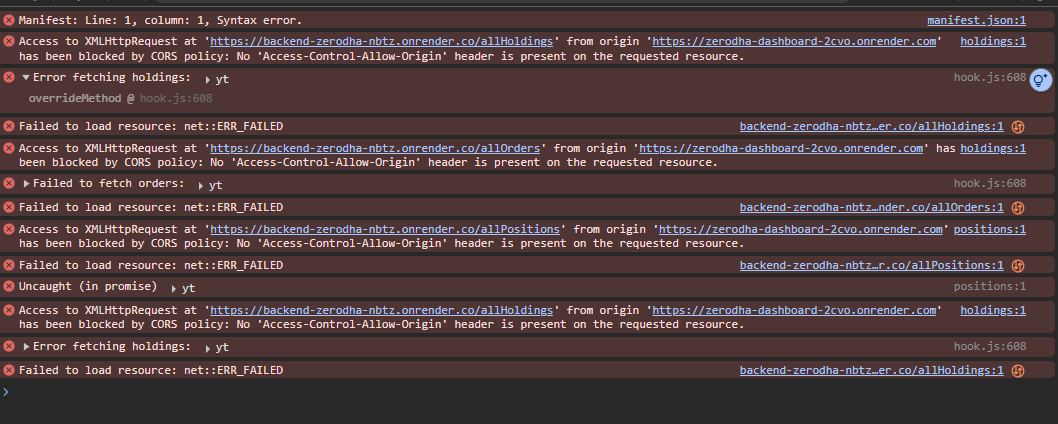 Manifest: Line: 1, column: 1, Syntax error. manifest.json:1
Access to XMLHttpRequest at 'https://backend-zerodha-nbtz.onrender.co/allHoldings' from origin 'https://zerodha-dashboard-2cvo.onrender.com' holdings:1
has been blocked by CORS policy: No 'Access-Control-Allow-Origin' header is present on the requested resource.
Error fetching holdings: yt hook.js:608
overrideMethod @ hook.js:608
Failed to load resource: net::ERR_FAILED backend-zerodha-nbtz…er.co/allHoldings:1
Access to XMLHttpRequest at 'https://backend-zerodha-nbtz.onrender.co/allOrders' from origin 'https://zerodha-dashboard-2cvo.onrender.com' has holdings:1
been blocked by CORS policy: No 'Access-Control-Allow-Origin' header is present on the requested resource.
Failed to fetch orders: yt hook.js:608
Failed to load resource: net::ERR_FAILED backend-zerodha-nbtz…nder.co/allOrders:1
Access to XMLHttpRequest at 'https://backend-zerodha-nbtz.onrender.co/allPositions' from origin 'https://zerodha-dashboard-2cvo.onrender.com' positions:1
has been blocked by CORS policy: No 'Access-Control-Allow-Origin' header is present on the requested resource.
Failed to load resource: net::ERR_FAILED backend-zerodha-nbtz…r.co/allPositions:1
Uncaught (in promise) yt positions:1
Access to XMLHttpRequest at 'https://backend-zerodha-nbtz.onrender.co/allHoldings' from origin 'https://zerodha-dashboard-2cvo.onrender.com' holdings:1
has been blocked by CORS policy: No 'Access-Control-Allow-Origin' header is present on the requested resource.
Error fetching holdings: yt hook.js:608
Failed to load resource: net::ERR_FAILED backend-zerodha-nbtz…er.co/allHoldings:1